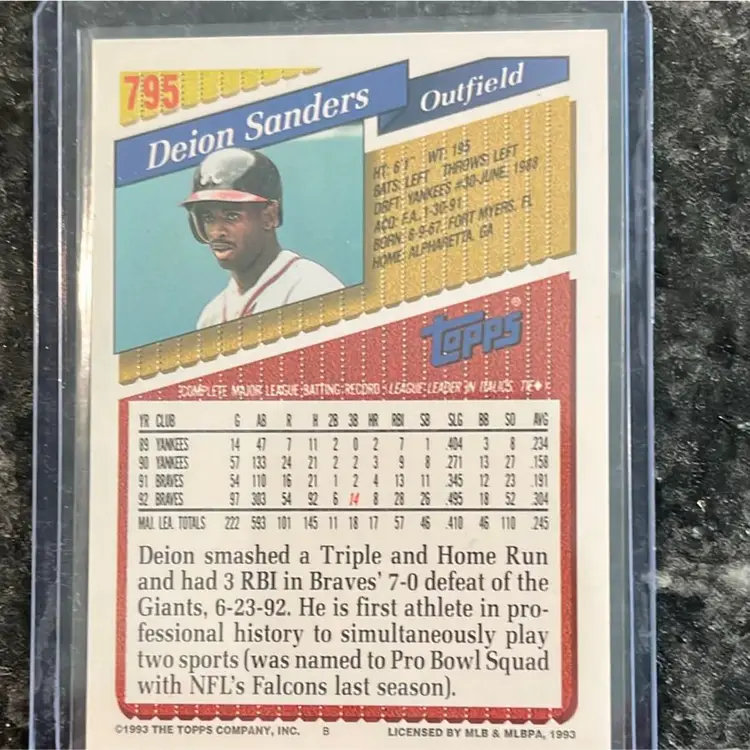 795
Deion Sanders
Outfield
HT: 6'1" WT: 195
BATS: LEFT THROWS: LEFT
DRFT: YANKEES #30-JUNE, 1988
ACQ: F.A., 1-30-91
BORN: 8-9-67, FORT MYERS, FL
HOME: ALPHARETTA, GA
Topps®
COMPLETE MAJOR LEAGUE BATTING RECORD (LEAGUE LEADER IN ITALICS, TIE♦)
YR CLUB G AB R H 2B 3B HR RBI SB SLG BB SO AVG
89 YANKEES 14 47 7 11 2 0 2 7 1 .404 3 8 .234
90 YANKEES 57 133 24 21 2 2 3 9 8 .271 13 27 .158
91 BRAVES 54 110 16 21 1 2 4 13 11 .345 12 23 .191
92 BRAVES 97 303 54 92 6 14 8 28 26 .495 18 52 .304
MAJ. LEA. TOTALS 222 593 101 145 11 18 17 57 46 .410 46 110 .245
Deion smashed a Triple and Home Run
and had 3 RBI in Braves' 7-0 defeat of the
Giants, 6-23-92. He is first athlete in pro-
fessional history to simultaneously play
two sports (was named to Pro Bowl Squad
with NFL's Falcons last season).
©1993 THE TOPPS COMPANY, INC. B LICENSED BY MLB & MLBPA, 1993